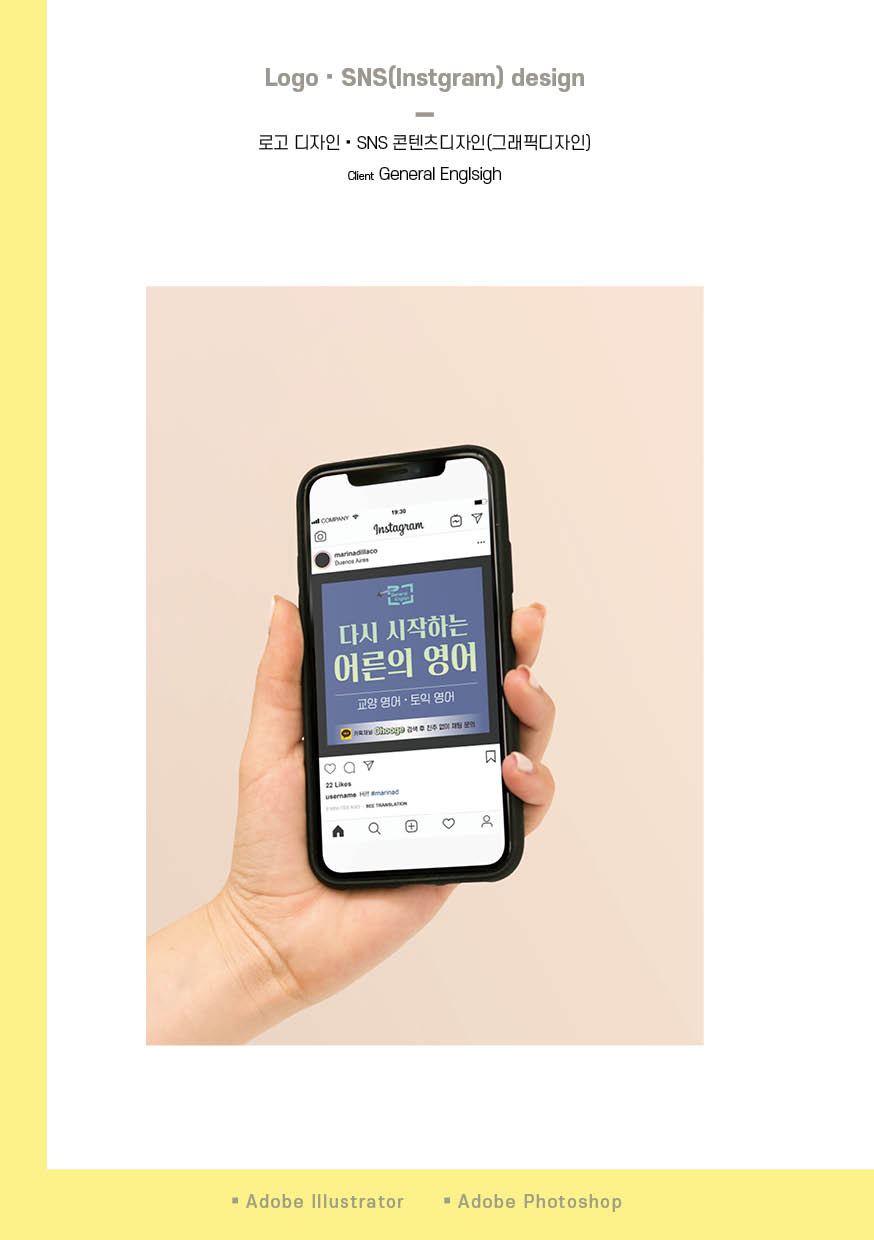 Logo ▪ SNS(Instgram) design
로고 디자인 ▪ SNS 콘텐츠디자인(그래픽디자인)
Client General Englsigh
COMPANY
19:30
Instagram
marinadillaco
Buenos Aires
General
English
다시 시작하는
어른의 영어
교양 영어 · 토익 영어
카톡채널 Ghooge 검색 후 친추 없이 채팅 문의
22 Likes
username Hi!! #marinad
SEE TRANSLATION
▪ Adobe Illustrator ▪ Adobe Photoshop